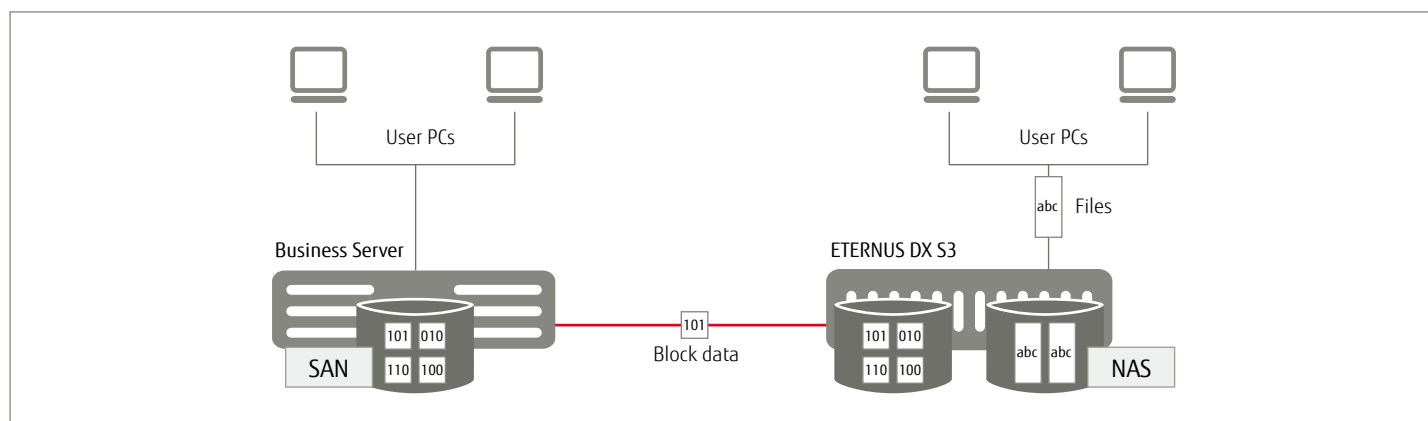 User PCs
User PCs
abc
Files
Business Server
ETERNUS DX S3
101 010
110 100
SAN
101
Block data
101 010
110 100
abc abc
NAS